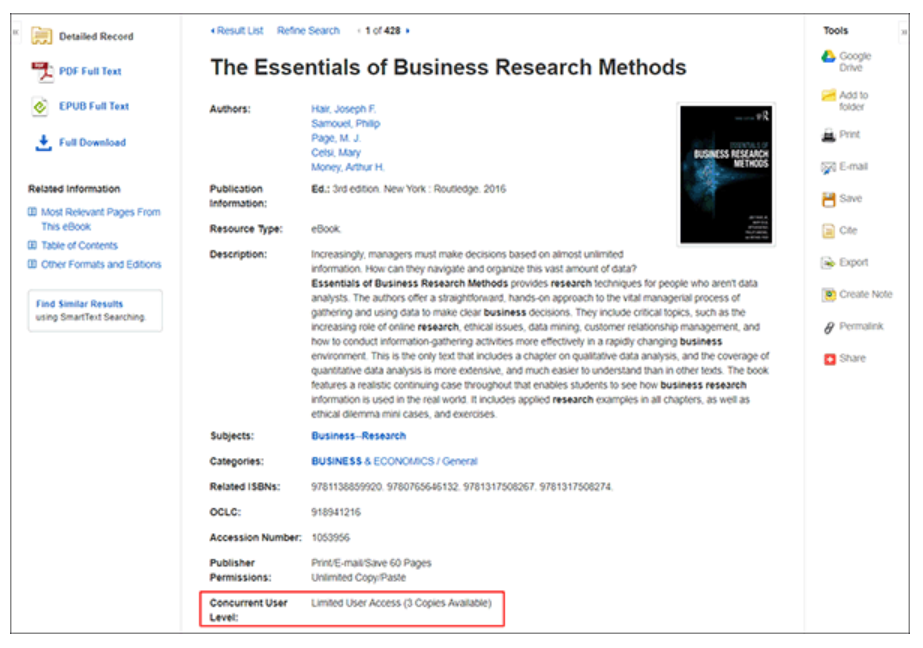 Detailed Record
PDF Full Text
EPUB Full Text
Full Download
Related Information
Most Relevant Pages From
This eBook
Table of Contents
Other Formats and Editions
Find Similar Results
using SmartText Searching.
Result List Refine Search 1 of 428
The Essentials of Business Research Methods
Authors: Hair, Joseph F.
Samouel, Philip
Page, M. J.
Celsi, Mary
Money, Arthur H.
ESSENTIALS OF
BUSINESS RESEARCH
METHODS
Publication Information: Ed.: 3rd edition. New York : Routledge. 2016
Resource Type: eBook.
Description: Increasingly, managers must make decisions based on almost unlimited
information. How can they navigate and organize this vast amount of data?
Essentials of Business Research Methods provides research techniques for people who aren't data
analysts. The authors offer a straightforward, hands-on approach to the vital managerial process of
gathering and using data to make clear business decisions. They include critical topics, such as the
increasing role of online research, ethical issues, data mining, customer relationship management, and
how to conduct information-gathering activities more effectively in a rapidly changing business
environment. This is the only text that includes a chapter on qualitative data analysis, and the coverage of
quantitative data analysis is more extensive, and much easier to understand than in other texts. The book
features a realistic continuing case throughout that enables students to see how business research
information is used in the real world. It includes applied research examples in all chapters, as well as
ethical dilemma mini cases, and exercises.
Subjects: Business--Research
Categories: BUSINESS & ECONOMICS / General
Related ISBNs: 9781138859920. 9780765646132. 9781317508267. 9781317508274.
OCLC: 918941216
Accession Number: 1053956
Publisher Print/E-mail/Save 60 Pages
Permissions: Unlimited Copy/Paste
Concurrent User Limited User Access (3 Copies Available)
Level:
Tools
Google
Drive
Add to
folder
Print
E-mail
Save
Cite
Export
Create Note
Permalink
Share